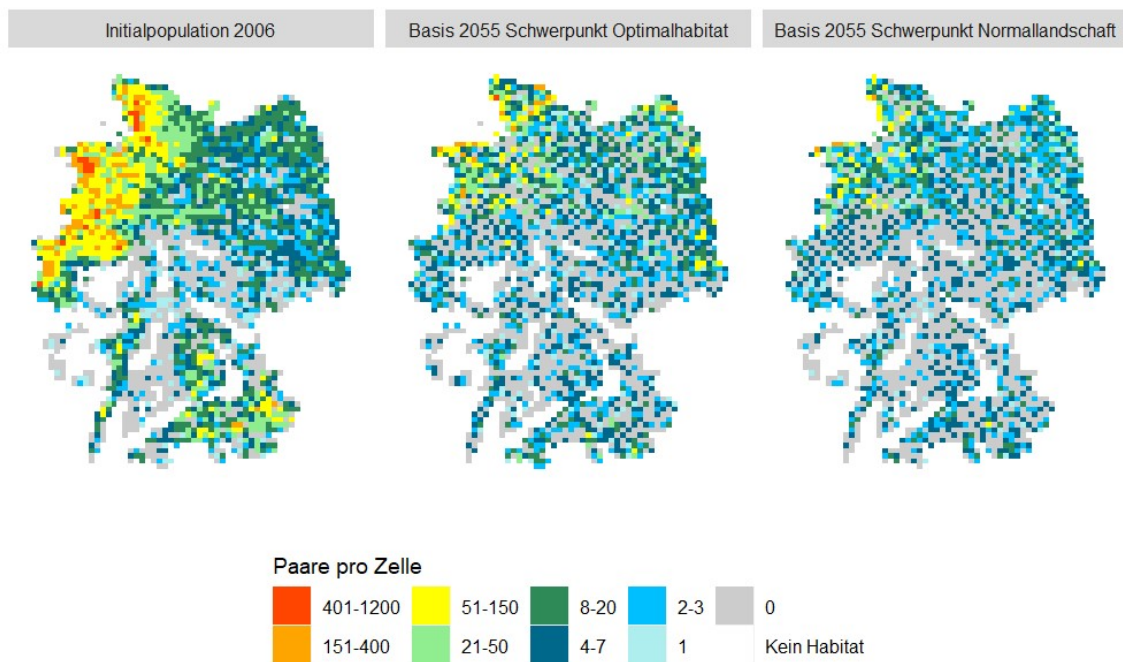 Initialpopulation 2006
Basis 2055 Schwerpunkt Optimalhabitat
Basis 2055 Schwerpunkt Normallandschaft
Paare pro Zelle
401-1200 51-150 8-20 2-3 0
151-400 21-50 4-7 1 Kein Habitat